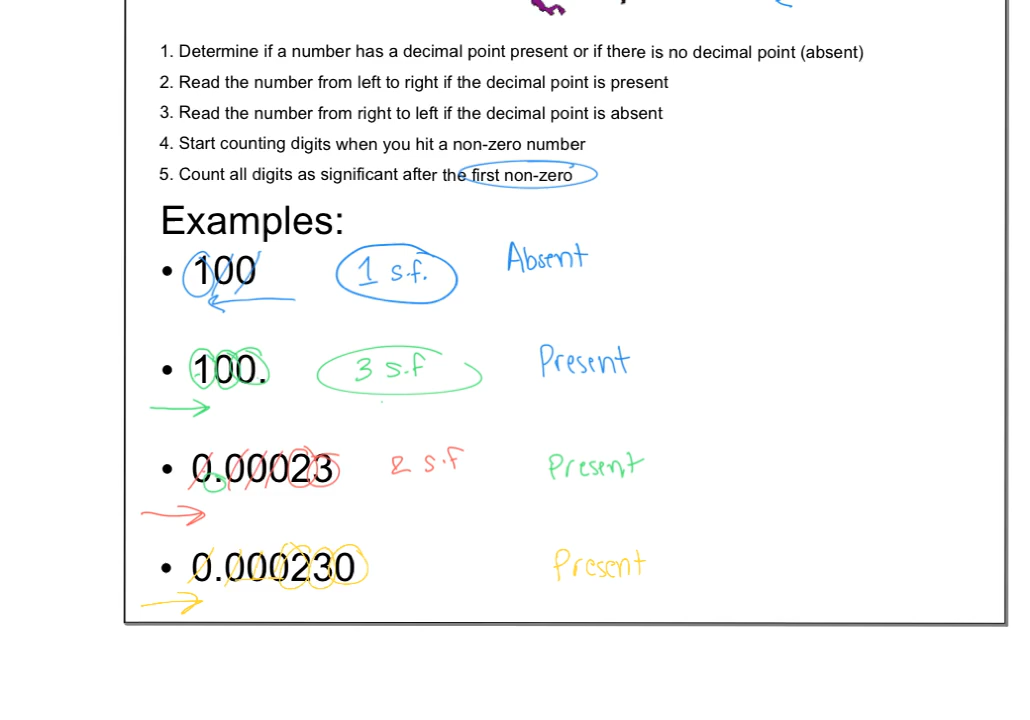 1. Determine if a number has a decimal point present or if there is no decimal point (absent)
2. Read the number from left to right if the decimal point is present
3. Read the number from right to left if the decimal point is absent
4. Start counting digits when you hit a non-zero number
5. Count all digits as significant after the first non-zero
Examples:
• 100 1 s.f. Absent
• 100. 3 s.f Present
• 0.00023 2 s.f Present
• 0.000230 Present